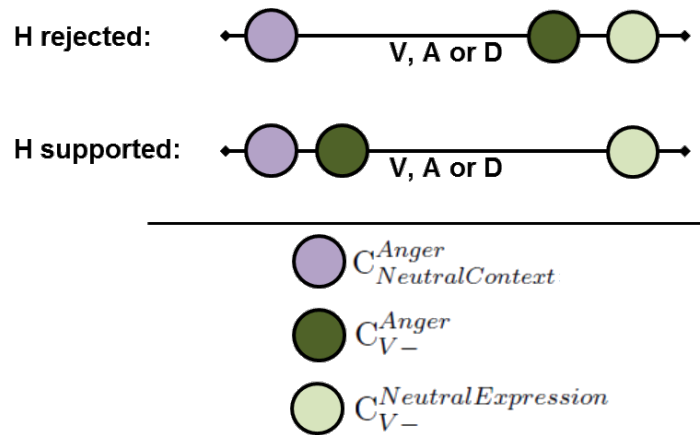 H rejected:
V, A or D
H supported:
V, A or D
C^{Anger}_{NeutralContext}
C^{Anger}_{V-}
C^{NeutralExpression}_{V-}